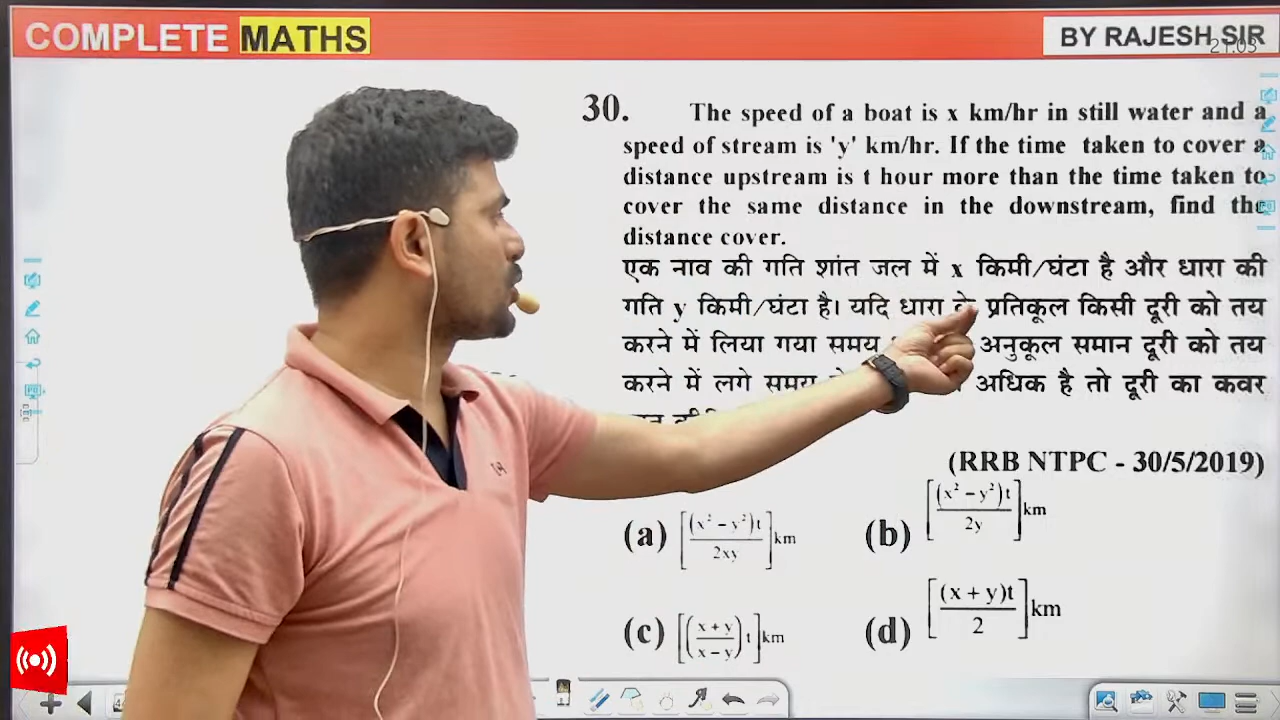 COMPLETE MATHS
BY RAJESH SIR
21:03
30. The speed of a boat is x km/hr in still water and a
speed of stream is 'y' km/hr. If the time taken to cover a
distance upstream is t hour more than the time taken to
cover the same distance in the downstream, find the
distance cover.
एक नाव की गति शांत जल में x किमी/घंटा है और धारा की
गति y किमी/घंटा है। यदि धारा के प्रतिकूल किसी दूरी को तय
करने में लिया गया समय अनुकूल समान दूरी को तय
करने में लगे समय अधिक है तो दूरी का कवर
(RRB NTPC - 30/5/2019)
(a) [(x² – y²)t / 2xy] km
(b) [(x² – y²)t / 2y] km
(c) [((x + y) / (x – y)) t] km
(d) [(x + y)t / 2] km